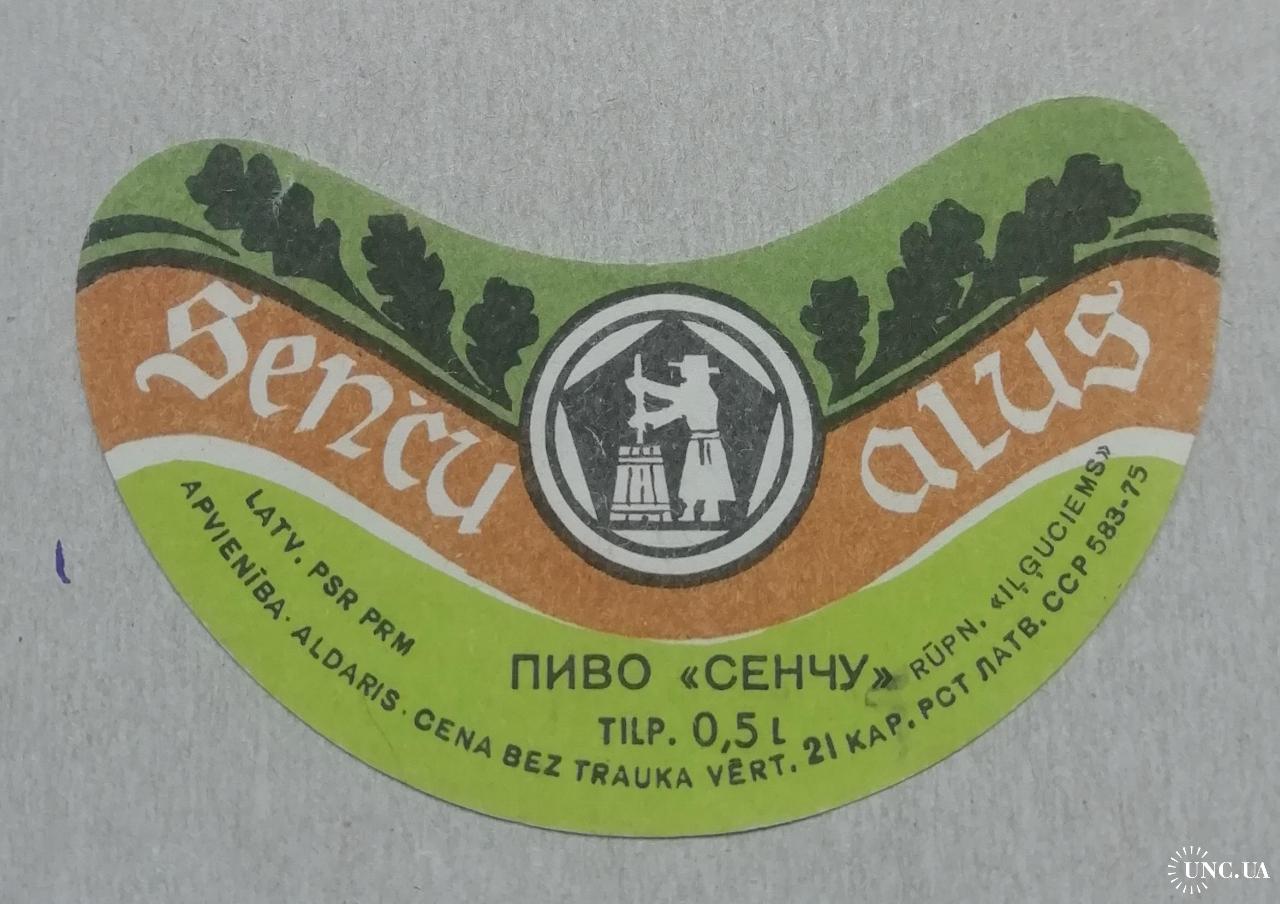 Senču alus
LATV. PSR PRM
RŪPN. «IĻĢUCIEMS»
APVIENĪBA · ALDARIS · CENA BEZ TRAUKA VĒRT. 21 KAP. РСТ ЛАТВ. ССР 583-75
ПИВО «СЕНЧУ»
TILP. 0,5 L
UNC.UA